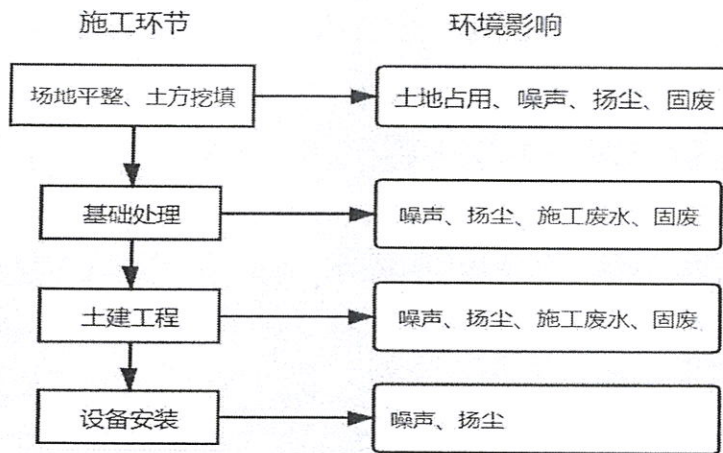 施工环节 环境影响
场地平整、土方挖填 土地占用、噪声、扬尘、固废
基础处理 噪声、扬尘、施工废水、固废
土建工程 噪声、扬尘、施工废水、固废
设备安装 噪声、扬尘